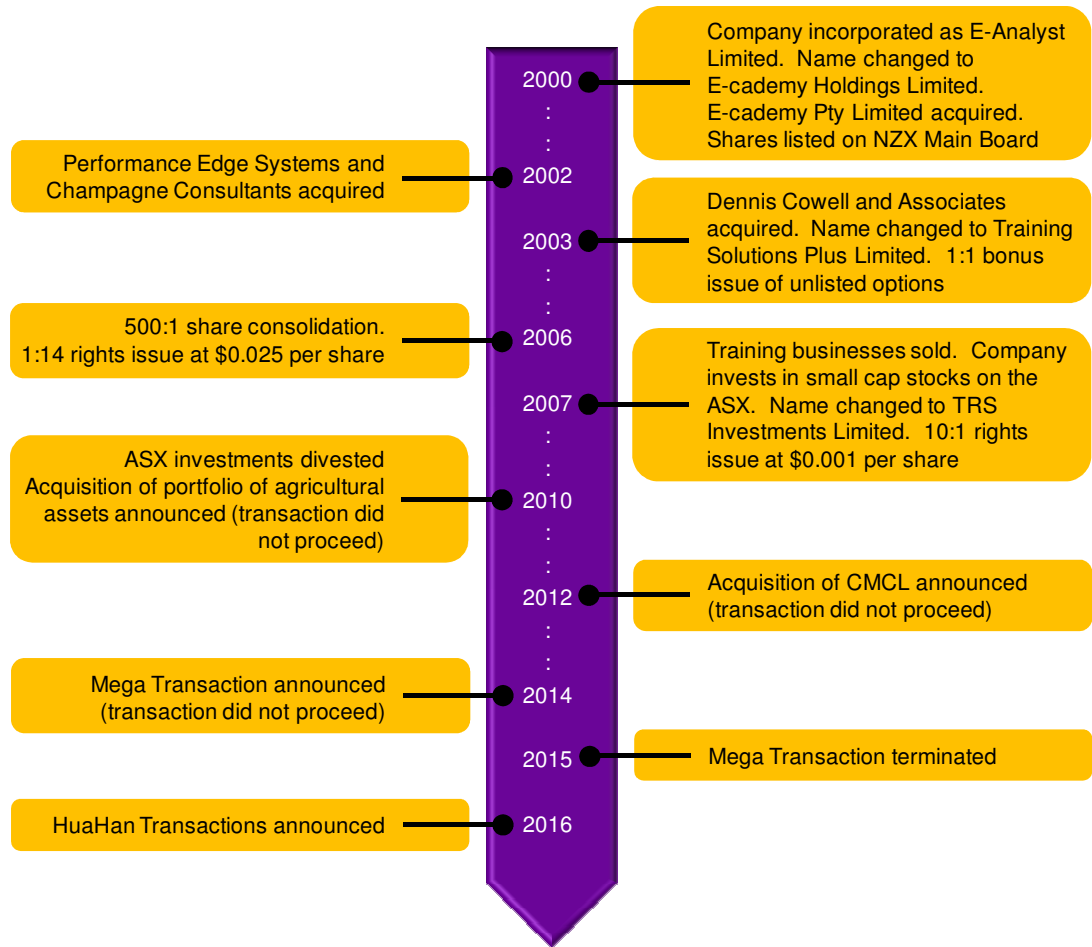 Company incorporated as E-Analyst
Limited. Name changed to
E-cademy Holdings Limited.
E-cademy Pty Limited acquired.
Shares listed on NZX Main Board
2000
:
:
Performance Edge Systems and
Champagne Consultants acquired
2002
Dennis Cowell and Associates
acquired. Name changed to Training
Solutions Plus Limited. 1:1 bonus
issue of unlisted options
2003
:
:
500:1 share consolidation.
1:14 rights issue at $0.025 per share
2006
Training businesses sold. Company
invests in small cap stocks on the
ASX. Name changed to TRS
Investments Limited. 10:1 rights
issue at $0.001 per share
2007
:
:
ASX investments divested
Acquisition of portfolio of agricultural
assets announced (transaction did
not proceed)
2010
:
:
2012
Acquisition of CMCL announced
(transaction did not proceed)
:
:
Mega Transaction announced
(transaction did not proceed)
2014
2015
Mega Transaction terminated
HuaHan Transactions announced
2016